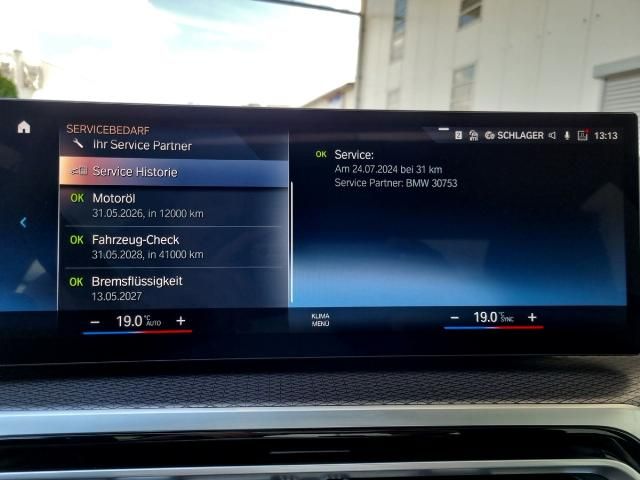 SERVICEBEDARF
Ihr Service Partner
Service Historie
OK Motoröl
31.05.2026, in 12000 km
OK Fahrzeug-Check
31.05.2028, in 41000 km
OK Bremsflüssigkeit
13.05.2027
2 SCHLAGER 13:13
OK Service:
Am 24.07.2024 bei 31 km
Service Partner: BMW 30753
− 19.0 °C AUTO +
KLIMA
MENÜ
− 19.0 °C SYNC +